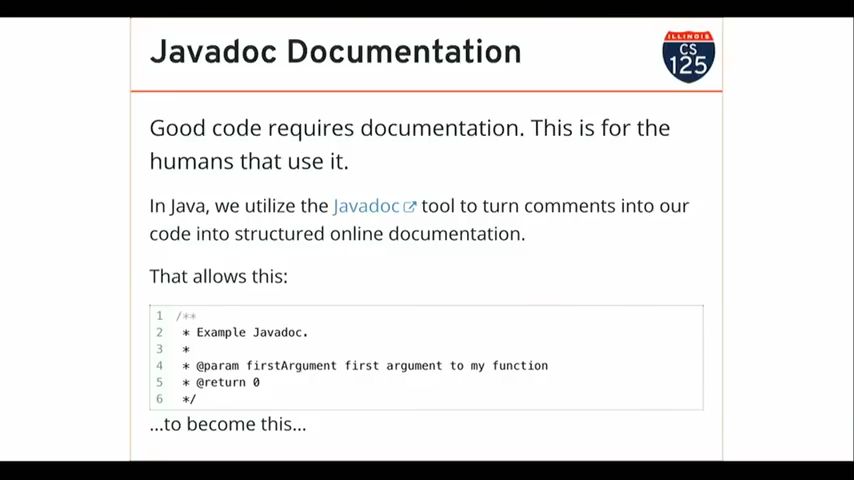 Javadoc Documentation
ILLINOIS
CS
125
Good code requires documentation. This is for the
humans that use it.
In Java, we utilize the Javadoc tool to turn comments into our
code into structured online documentation.
That allows this:
1 /**
2  * Example Javadoc.
3  *
4  * @param firstArgument first argument to my function
5  * @return 0
6  */
...to become this...